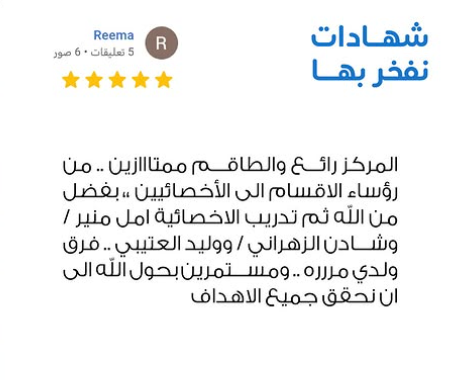 شهادات
نفخر بها
Reema
R
5 تعليقات • 6 صور
المركز رائع والطاقم ممتااازين .. من
رؤساء الاقسام الى الأخصائيين ،، بفضل
من الله ثم تدريب الاخصائية امل منير /
وشادن الزهراني / ووليد العتيبي .. فرق
ولدي مررره .. ومستمرين بحول الله الى
ان نحقق جميع الاهداف